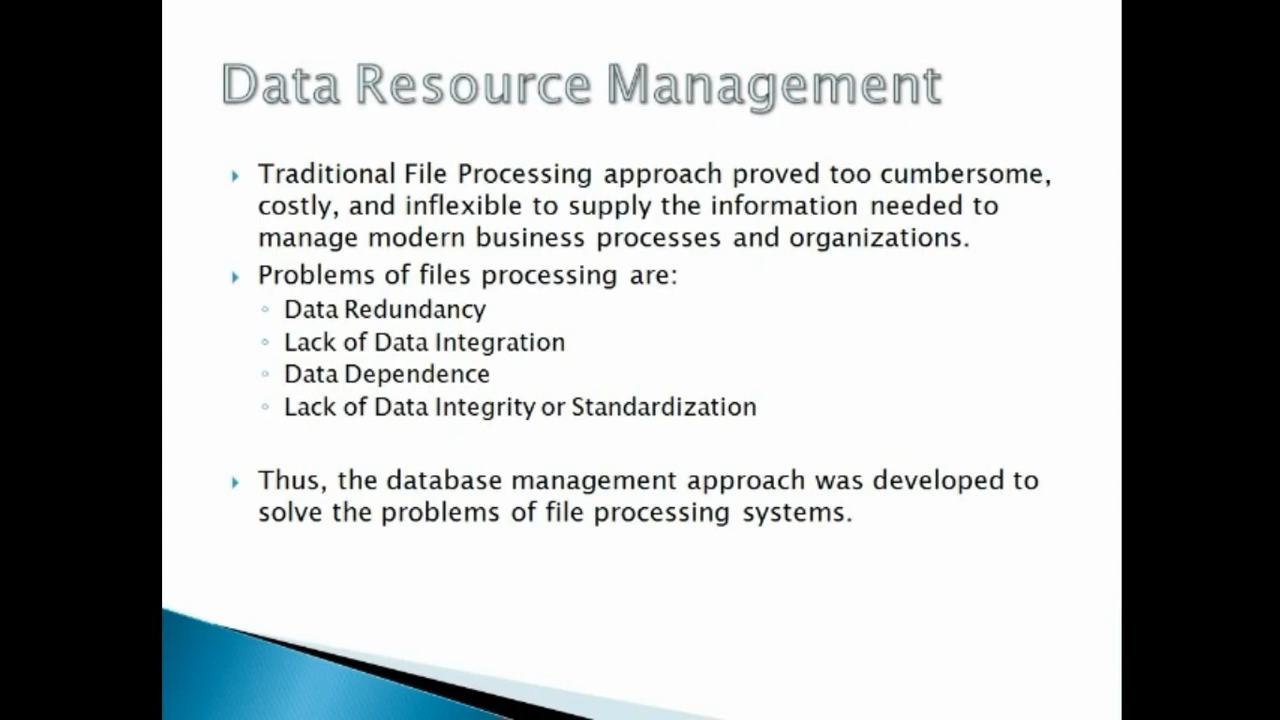 Data Resource Management
Traditional File Processing approach proved too cumbersome,
costly, and inflexible to supply the information needed to
manage modern business processes and organizations.
Problems of files processing are:
Data Redundancy
Lack of Data Integration
Data Dependence
Lack of Data Integrity or Standardization
Thus, the database management approach was developed to
solve the problems of file processing systems.